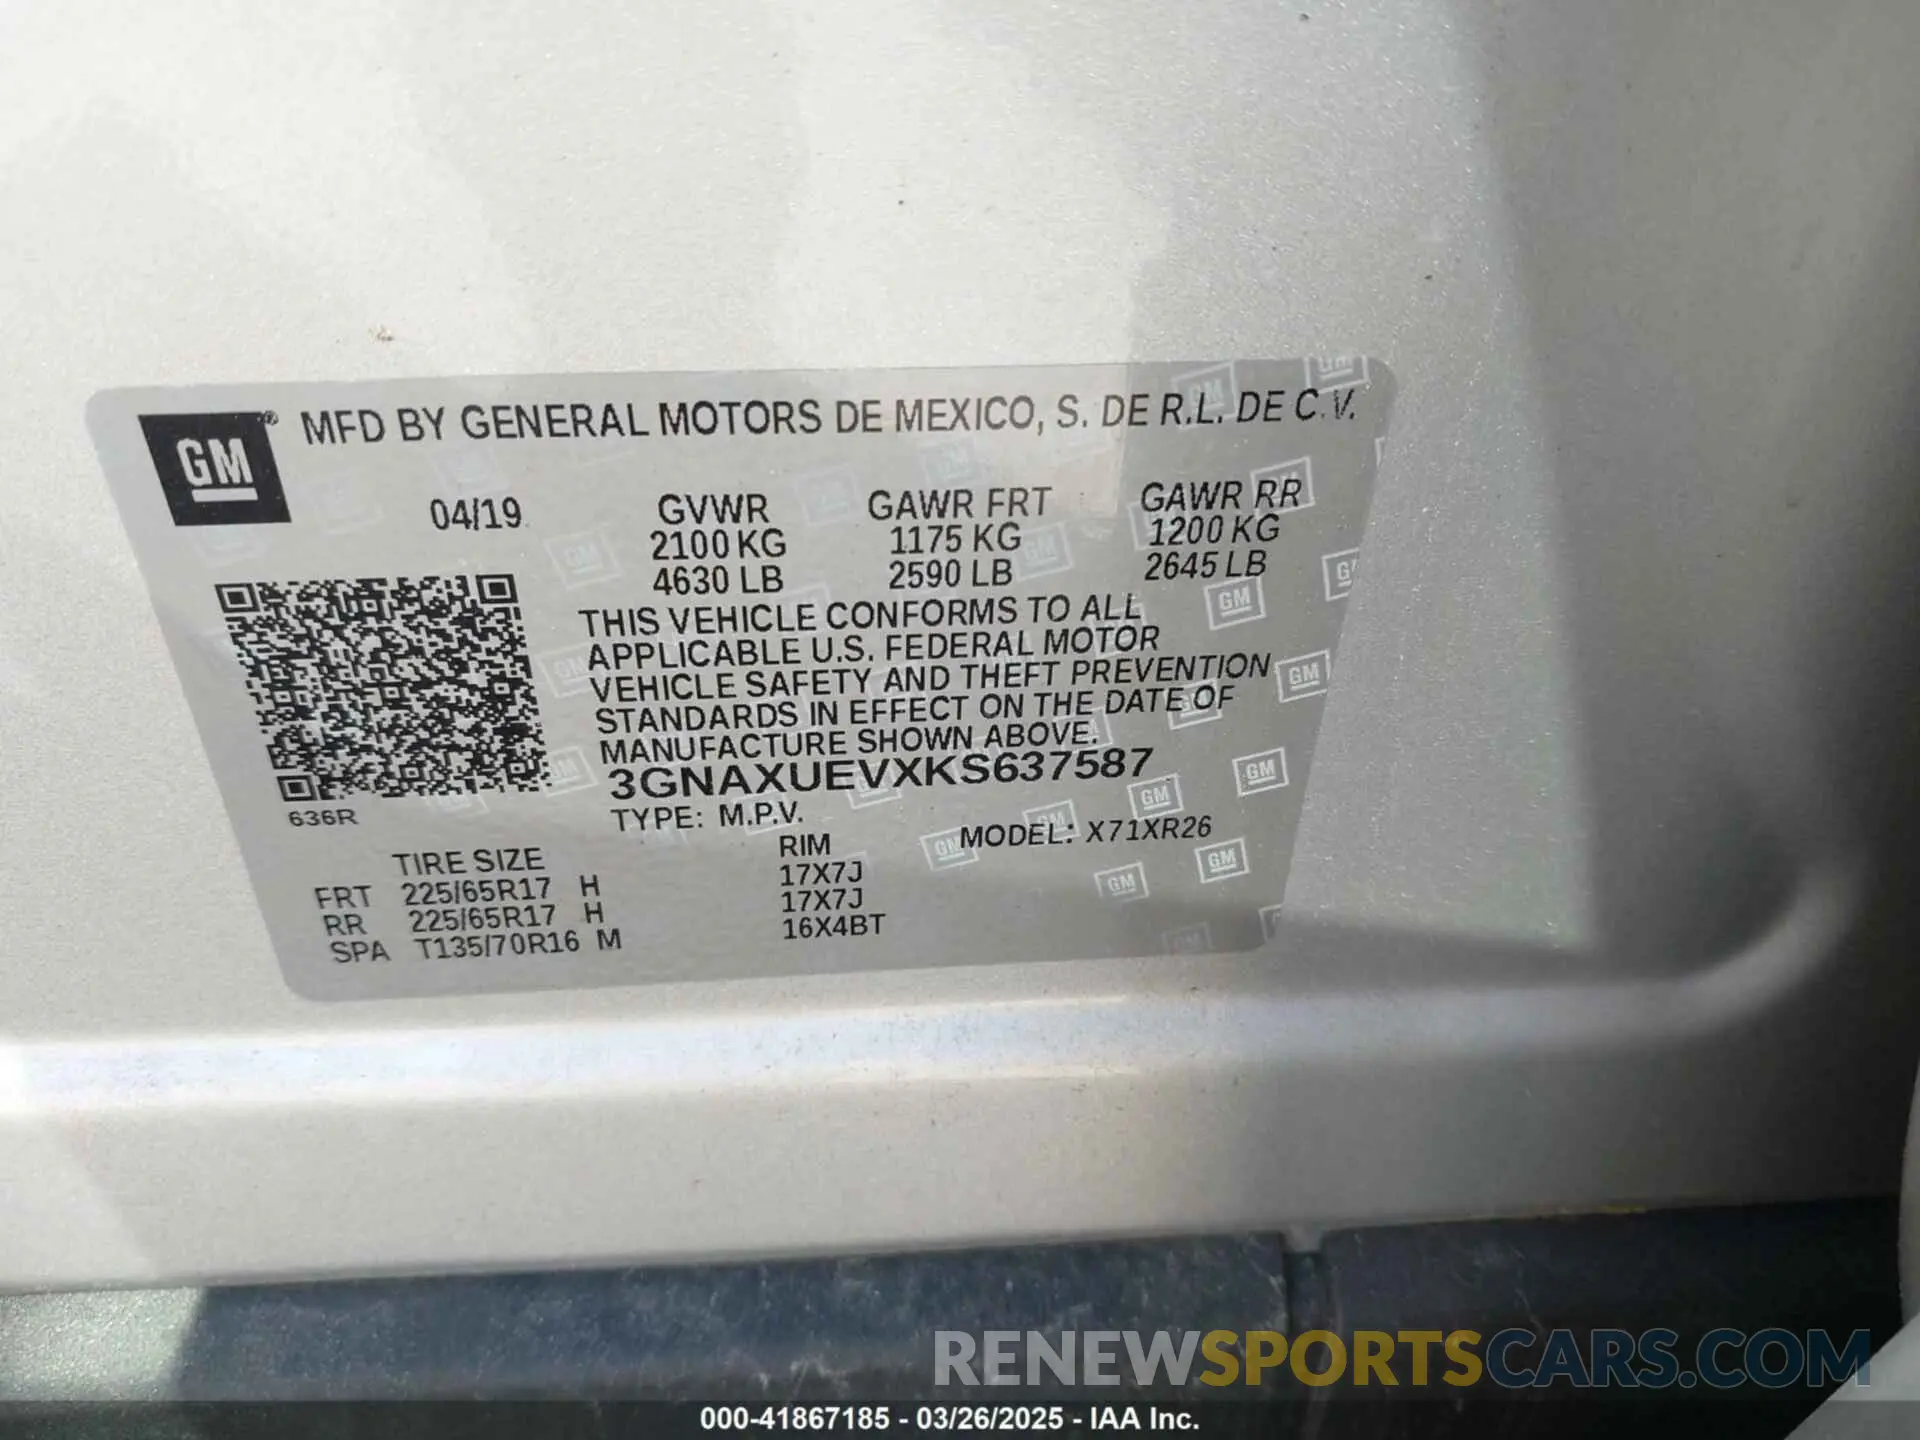 GM® MFD BY GENERAL MOTORS DE MEXICO, S. DE R.L. DE C.V.
04/19 GVWR GAWR FRT GAWR RR
2100 KG 1175 KG 1200 KG
4630 LB 2590 LB 2645 LB
THIS VEHICLE CONFORMS TO ALL
APPLICABLE U.S. FEDERAL MOTOR
VEHICLE SAFETY AND THEFT PREVENTION
STANDARDS IN EFFECT ON THE DATE OF
MANUFACTURE SHOWN ABOVE.
3GNAXUEVXKS637587
636R TYPE: M.P.V. MODEL: X71XR26
TIRE SIZE RIM
FRT 225/65R17 H 17X7J
RR 225/65R17 H 17X7J
SPA T135/70R16 M 16X4BT
RENEWSPORTSCARS.COM
000-41867185 - 03/26/2025 - IAA Inc.